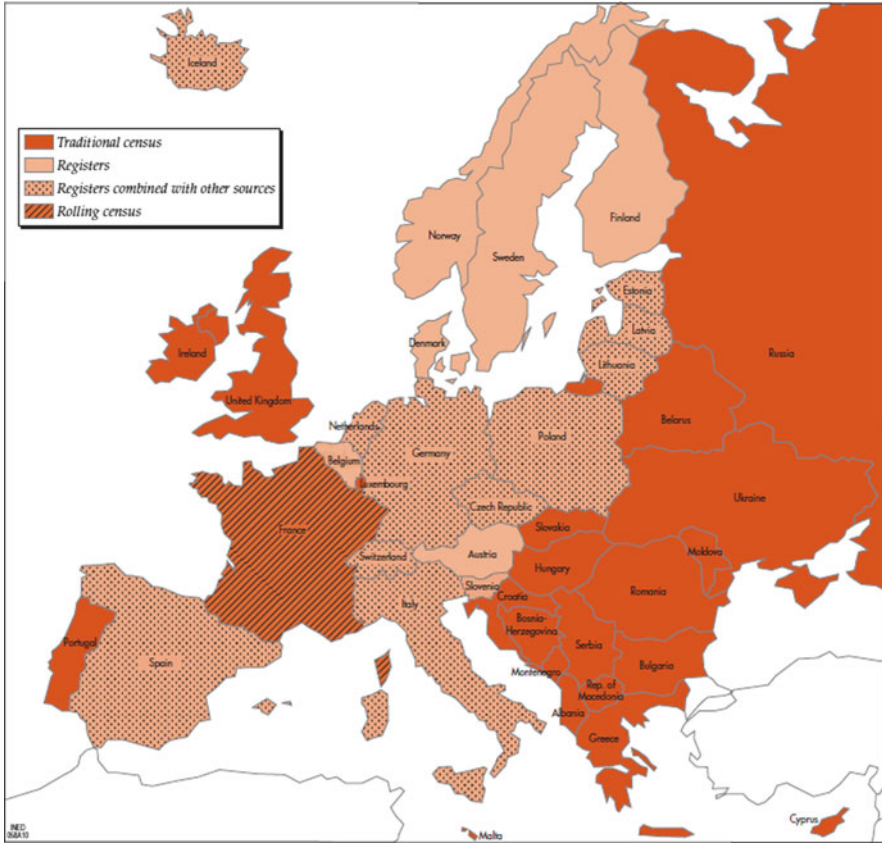 Iceland
Traditional census
Registers
Registers combined with other sources
Rolling census
Norway
Sweden
Finland
Estonia
Latvia
Lithuania
Denmark
Russia
Ireland
United Kingdom
Belarus
Netherlands
Belgium
Germany
Poland
Luxembourg
Czech Republic
Ukraine
Slovakia
France
Switzerland
Austria
Hungary
Moldova
Slovenia
Croatia
Romania
Italy
Bosnia-
Herzegovina
Serbia
Portugal
Spain
Montenegro
Bulgaria
Rep. of
Macedonia
Albania
Greece
Cyprus
Malta
INED
058A10